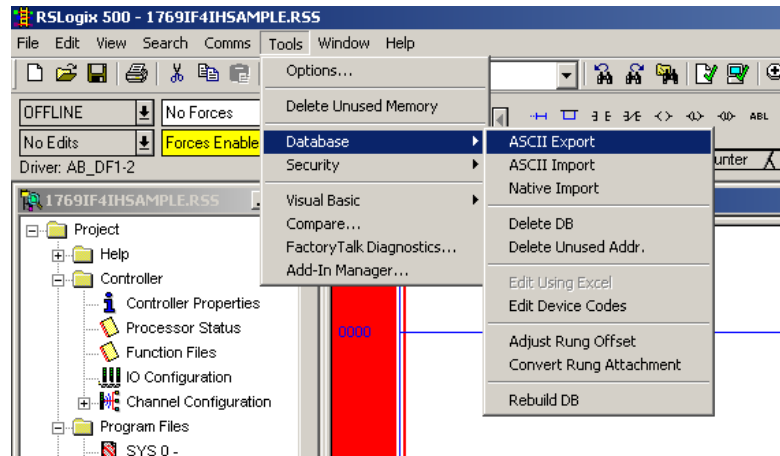 RSLogix 500 - 1769IF4IHSAMPLE.RSS
File Edit View Search Comms Tools Window Help
Options...
Delete Unused Memory
Database
Security
Visual Basic
Compare...
FactoryTalk Diagnostics...
Add-In Manager...
ASCII Export
ASCII Import
Native Import
Delete DB
Delete Unused Addr.
Edit Using Excel
Edit Device Codes
Adjust Rung Offset
Convert Rung Attachment
Rebuild DB
OFFLINE No Forces
No Edits Forces Enable
Driver: AB_DF1-2
ABL
unter
1769IF4IHSAMPLE.RSS
Project
Help
Controller
Controller Properties
Processor Status
Function Files
IO Configuration
Channel Configuration
Program Files
SYS 0 -
0000